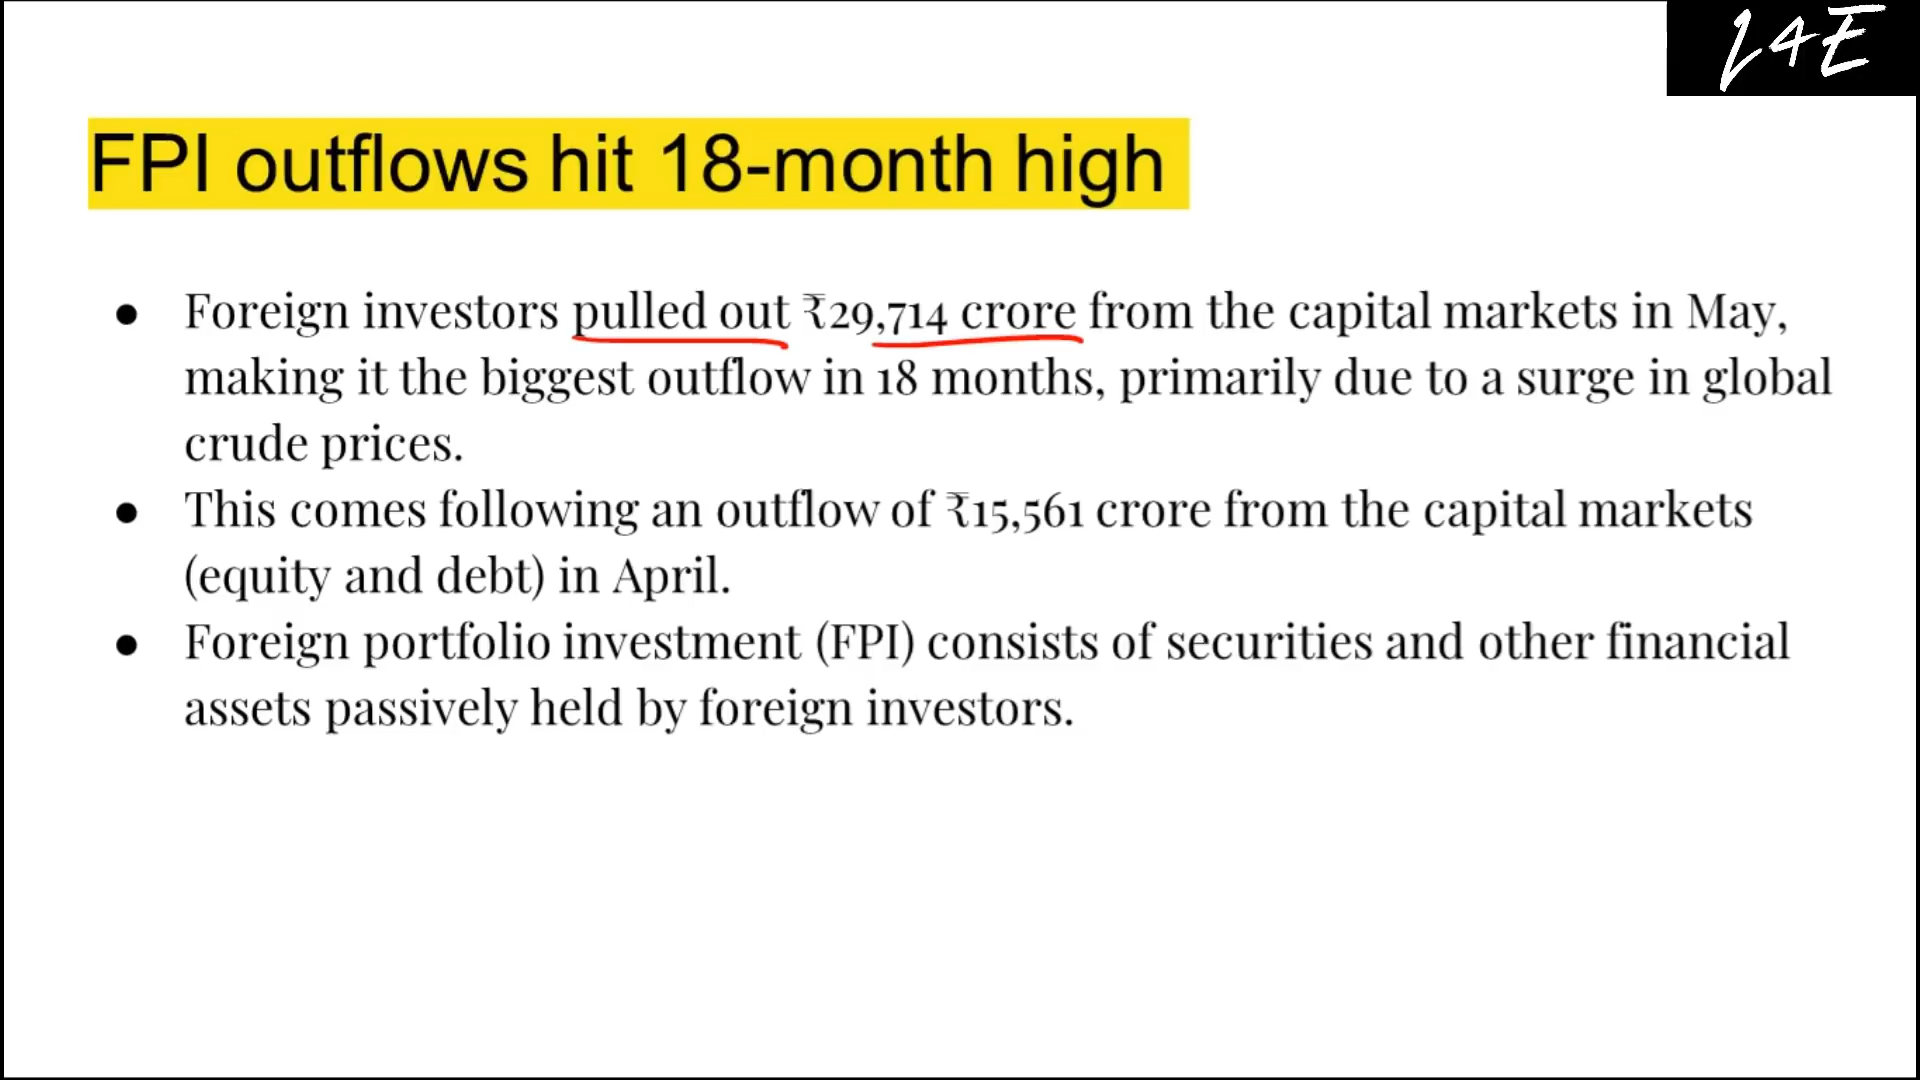 L4E
FPI outflows hit 18-month high
● Foreign investors pulled out ₹29,714 crore from the capital markets in May,
making it the biggest outflow in 18 months, primarily due to a surge in global
crude prices.
● This comes following an outflow of ₹15,561 crore from the capital markets
(equity and debt) in April.
● Foreign portfolio investment (FPI) consists of securities and other financial
assets passively held by foreign investors.